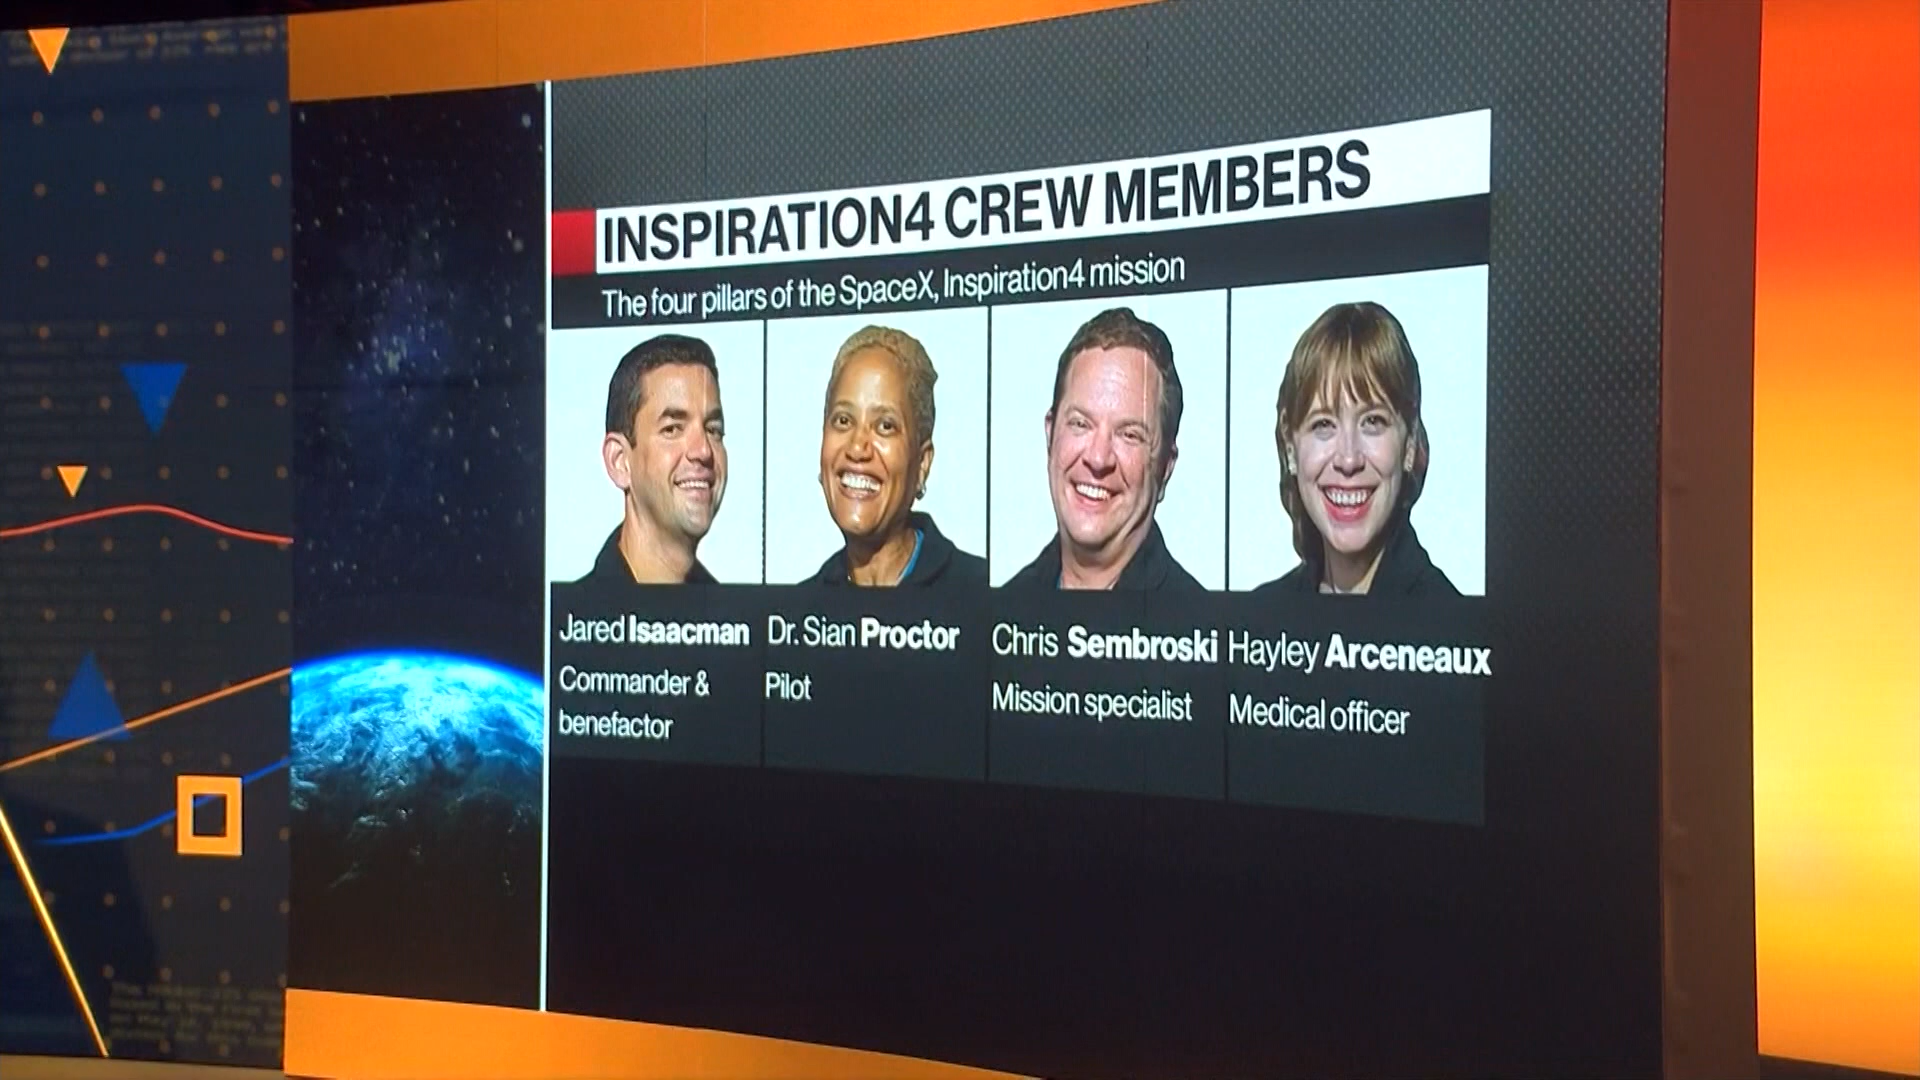 INSPIRATION4 CREW MEMBERS
The four pillars of the SpaceX, Inspiration4 mission
Jared Isaacman
Commander &
benefactor
Dr. Sian Proctor
Pilot
Chris Sembroski
Mission specialist
Hayley Arceneaux
Medical officer